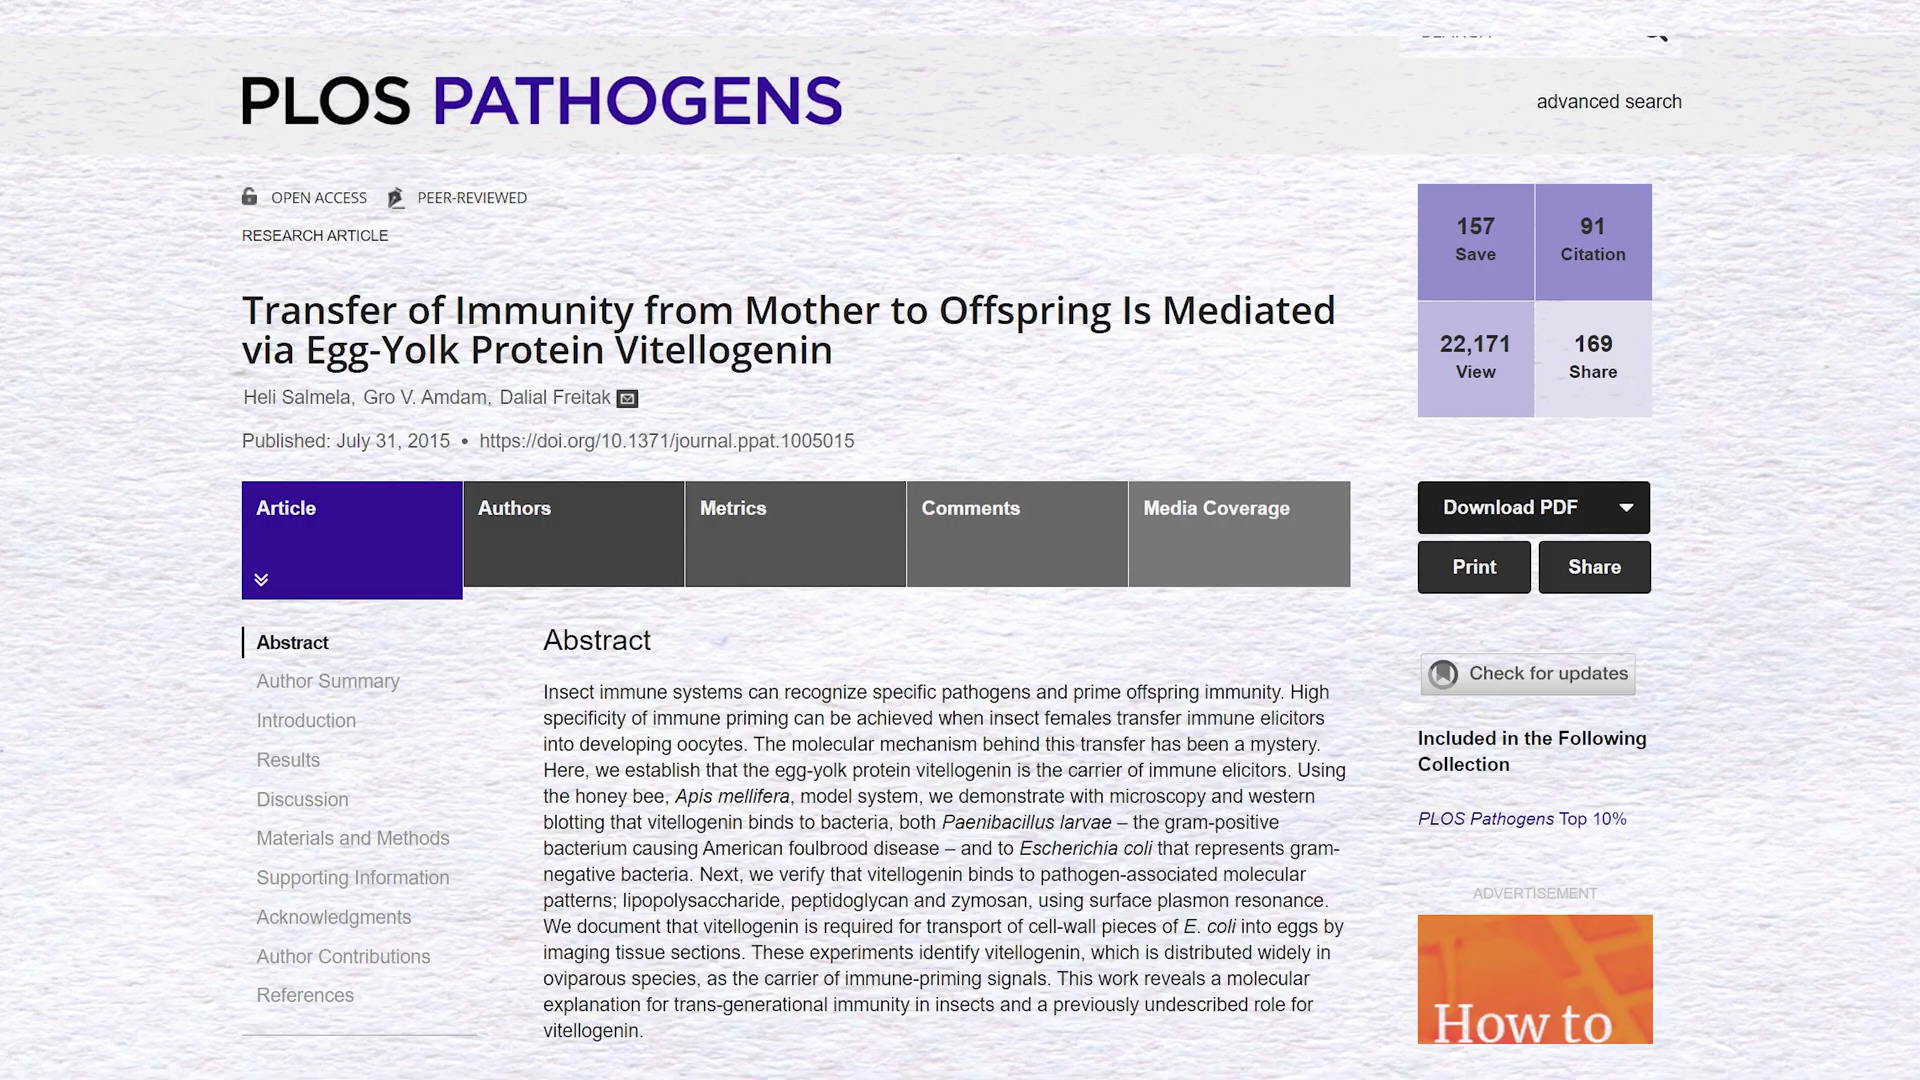 PLOS PATHOGENS
advanced search
OPEN ACCESS PEER-REVIEWED
RESEARCH ARTICLE
Transfer of Immunity from Mother to Offspring Is Mediated
via Egg-Yolk Protein Vitellogenin
Heli Salmela, Gro V. Amdam, Dalial Freitak
Published: July 31, 2015 • https://doi.org/10.1371/journal.ppat.1005015
157
Save
91
Citation
22,171
View
169
Share
Article
Authors
Metrics
Comments
Media Coverage
Download PDF
Print
Share
Abstract
Author Summary
Introduction
Results
Discussion
Materials and Methods
Supporting Information
Acknowledgments
Author Contributions
References
Abstract
Insect immune systems can recognize specific pathogens and prime offspring immunity. High
specificity of immune priming can be achieved when insect females transfer immune elicitors
into developing oocytes. The molecular mechanism behind this transfer has been a mystery.
Here, we establish that the egg-yolk protein vitellogenin is the carrier of immune elicitors. Using
the honey bee, Apis mellifera, model system, we demonstrate with microscopy and western
blotting that vitellogenin binds to bacteria, both Paenibacillus larvae – the gram-positive
bacterium causing American foulbrood disease – and to Escherichia coli that represents gram-
negative bacteria. Next, we verify that vitellogenin binds to pathogen-associated molecular
patterns; lipopolysaccharide, peptidoglycan and zymosan, using surface plasmon resonance.
We document that vitellogenin is required for transport of cell-wall pieces of E. coli into eggs by
imaging tissue sections. These experiments identify vitellogenin, which is distributed widely in
oviparous species, as the carrier of immune-priming signals. This work reveals a molecular
explanation for trans-generational immunity in insects and a previously undescribed role for
vitellogenin.
Check for updates
Included in the Following
Collection
PLOS Pathogens Top 10%
ADVERTISEMENT
How to